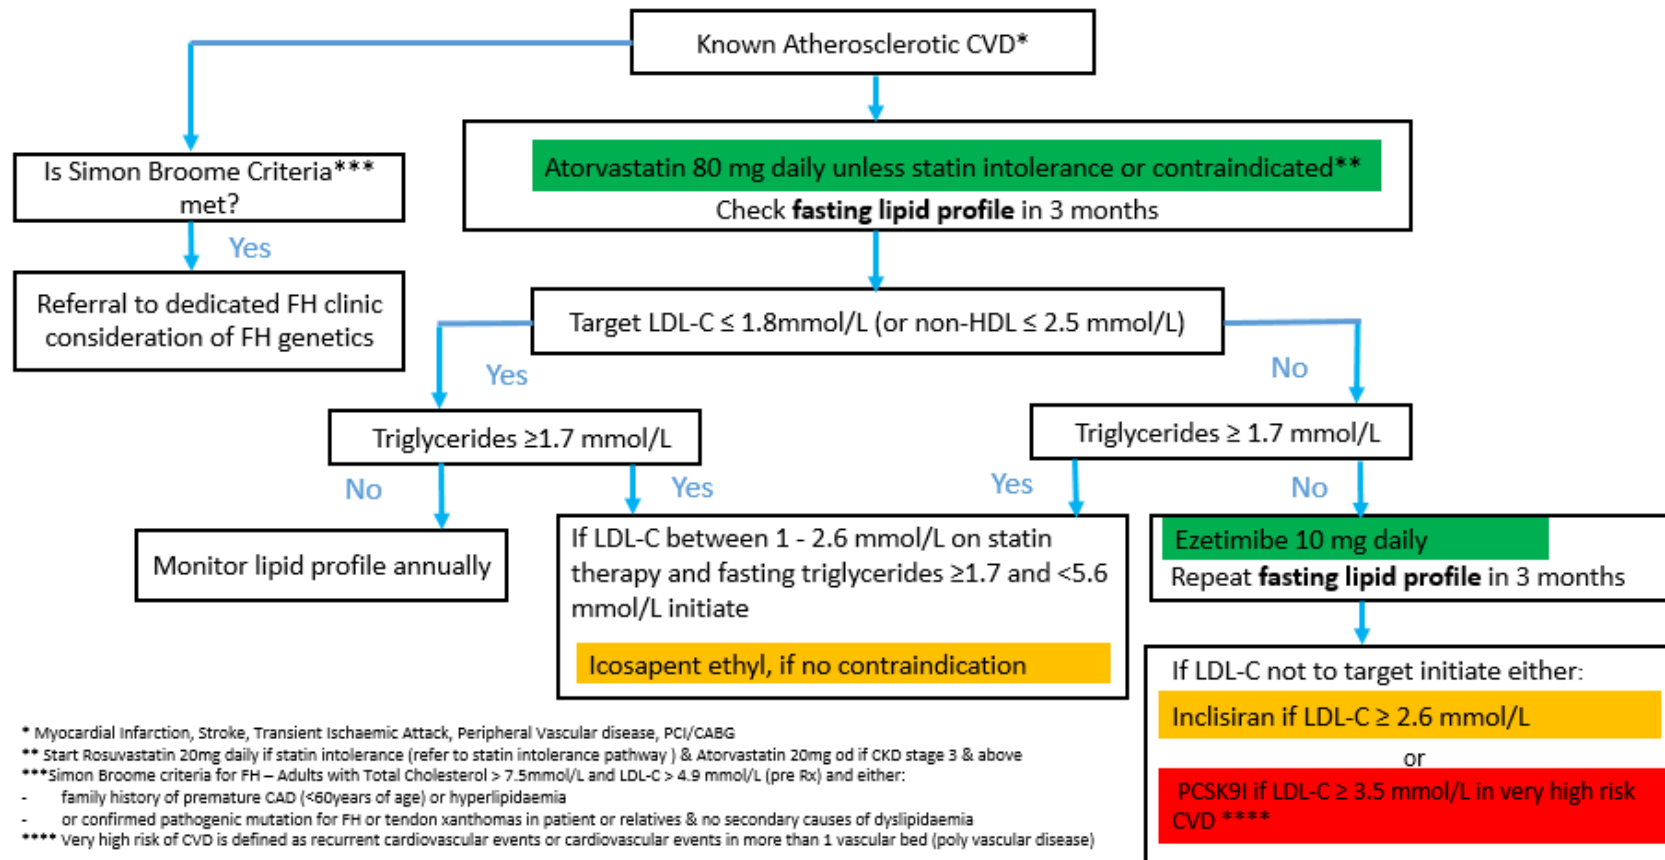 Known Atherosclerotic CVD*
Is Simon Broome Criteria***
met?
Yes
Referral to dedicated FH clinic
consideration of FH genetics
Atorvastatin 80 mg daily unless statin intolerance or contraindicated**
Check fasting lipid profile in 3 months
Target LDL-C ≤ 1.8mmol/L (or non-HDL ≤ 2.5 mmol/L)
Yes
No
Triglycerides ≥1.7 mmol/L
Triglycerides ≥ 1.7 mmol/L
No
Yes
Yes
No
Monitor lipid profile annually
If LDL-C between 1 - 2.6 mmol/L on statin
therapy and fasting triglycerides ≥1.7 and <5.6
mmol/L initiate
Icosapent ethyl, if no contraindication
Ezetimibe 10 mg daily
Repeat fasting lipid profile in 3 months
If LDL-C not to target initiate either:
Inclisiran if LDL-C ≥ 2.6 mmol/L
or
PCSK9I if LDL-C ≥ 3.5 mmol/L in very high risk
CVD ****
* Myocardial Infarction, Stroke, Transient Ischaemic Attack, Peripheral Vascular disease, PCI/CABG
** Start Rosuvastatin 20mg daily if statin intolerance (refer to statin intolerance pathway ) & Atorvastatin 20mg od if CKD stage 3 & above
***Simon Broome criteria for FH – Adults with Total Cholesterol > 7.5mmol/L and LDL-C > 4.9 mmol/L (pre Rx) and either:
- family history of premature CAD (<60years of age) or hyperlipidaemia
- or confirmed pathogenic mutation for FH or tendon xanthomas in patient or relatives & no secondary causes of dyslipidaemia
**** Very high risk of CVD is defined as recurrent cardiovascular events or cardiovascular events in more than 1 vascular bed (poly vascular disease)